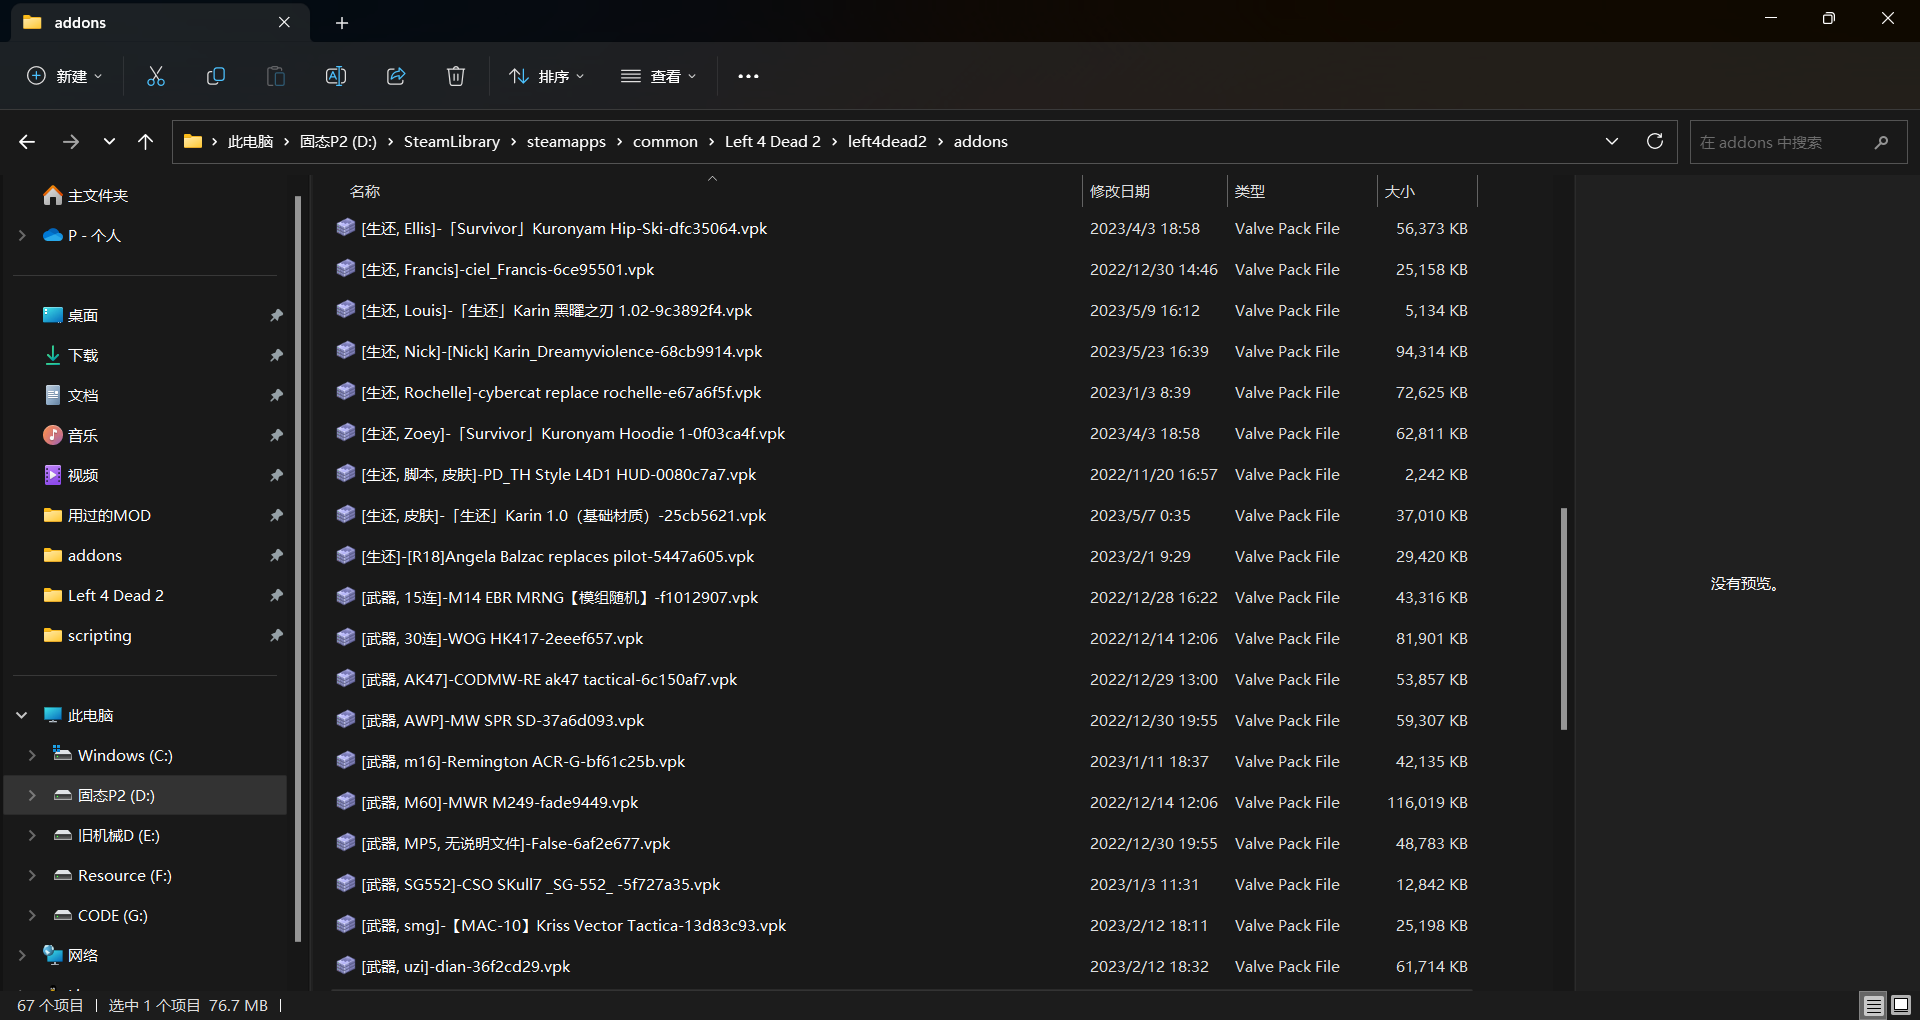 addons
新建
排序
查看
此电脑 › 固态P2 (D:) › SteamLibrary › steamapps › common › Left 4 Dead 2 › left4dead2 › addons
在 addons 中搜索
主文件夹
P - 个人
桌面
下载
文档
音乐
视频
用过的MOD
addons
Left 4 Dead 2
scripting
此电脑
Windows (C:)
固态P2 (D:)
旧机械D (E:)
Resource (F:)
CODE (G:)
网络
名称 修改日期 类型 大小
[生还, Ellis]-「Survivor」Kuronyam Hip-Ski-dfc35064.vpk 2023/4/3 18:58 Valve Pack File 56,373 KB
[生还, Francis]-ciel_Francis-6ce95501.vpk 2022/12/30 14:46 Valve Pack File 25,158 KB
[生还, Louis]-「生还」Karin 黑曜之刃 1.02-9c3892f4.vpk 2023/5/9 16:12 Valve Pack File 5,134 KB
[生还, Nick]-[Nick] Karin_Dreamyviolence-68cb9914.vpk 2023/5/23 16:39 Valve Pack File 94,314 KB
[生还, Rochelle]-cybercat replace rochelle-e67a6f5f.vpk 2023/1/3 8:39 Valve Pack File 72,625 KB
[生还, Zoey]-「Survivor」Kuronyam Hoodie 1-0f03ca4f.vpk 2023/4/3 18:58 Valve Pack File 62,811 KB
[生还, 脚本, 皮肤]-PD_TH Style L4D1 HUD-0080c7a7.vpk 2022/11/20 16:57 Valve Pack File 2,242 KB
[生还, 皮肤]-「生还」Karin 1.0（基础材质）-25cb5621.vpk 2023/5/7 0:35 Valve Pack File 37,010 KB
[生还]-[R18]Angela Balzac replaces pilot-5447a605.vpk 2023/2/1 9:29 Valve Pack File 29,420 KB
[武器, 15连]-M14 EBR MRNG【模组随机】-f1012907.vpk 2022/12/28 16:22 Valve Pack File 43,316 KB
[武器, 30连]-WOG HK417-2eeef657.vpk 2022/12/14 12:06 Valve Pack File 81,901 KB
[武器, AK47]-CODMW-RE ak47 tactical-6c150af7.vpk 2022/12/29 13:00 Valve Pack File 53,857 KB
[武器, AWP]-MW SPR SD-37a6d093.vpk 2022/12/30 19:55 Valve Pack File 59,307 KB
[武器, m16]-Remington ACR-G-bf61c25b.vpk 2023/1/11 18:37 Valve Pack File 42,135 KB
[武器, M60]-MWR M249-fade9449.vpk 2022/12/14 12:06 Valve Pack File 116,019 KB
[武器, MP5, 无说明文件]-False-6af2e677.vpk 2022/12/30 19:55 Valve Pack File 48,783 KB
[武器, SG552]-CSO SKull7 _SG-552_ -5f727a35.vpk 2023/1/3 11:31 Valve Pack File 12,842 KB
[武器, smg]-【MAC-10】Kriss Vector Tactica-13d83c93.vpk 2023/2/12 18:11 Valve Pack File 25,198 KB
[武器, uzi]-dian-36f2cd29.vpk 2023/2/12 18:32 Valve Pack File 61,714 KB
没有预览。
67 个项目 | 选中 1 个项目 76.7 MB |